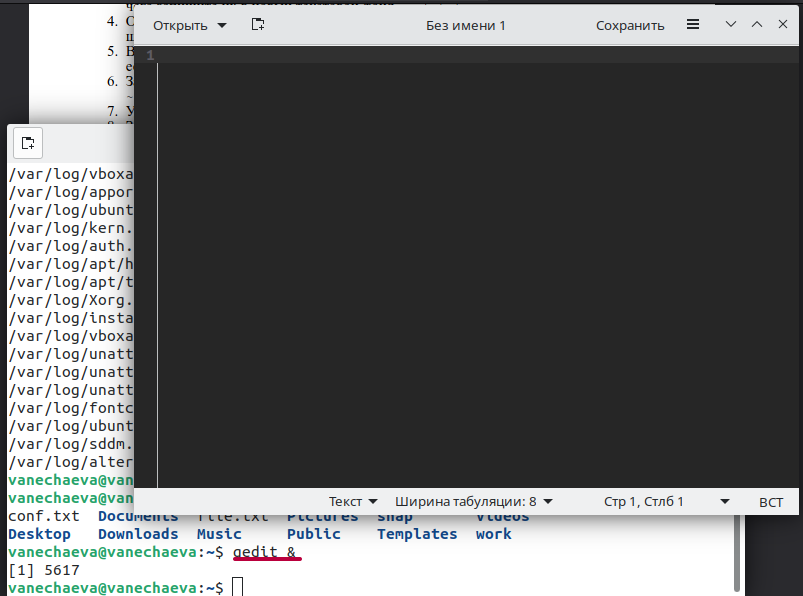 4.
5.
6.
7.
Открыть
Без имени 1
Сохранить
1
/var/log/vboxa
/var/log/appor
/var/log/ubunt
/var/log/kern.
/var/log/auth.
/var/log/apt/h
/var/log/apt/t
/var/log/Xorg.
/var/log/insta
/var/log/vboxa
/var/log/unatt
/var/log/unatt
/var/log/unatt
/var/log/fontc
/var/log/ubunt
/var/log/sddm.
/var/log/alter
vanechaeva@van
vanechaeva@van
Текст
Ширина табуляции: 8
Стр 1, Стлб 1
ВСТ
conf.txt Documents file.txt Pictures snap Videos
Desktop Downloads Music Public Templates work
vanechaeva@vanechaeva:~$ gedit &
[1] 5617
vanechaeva@vanechaeva:~$